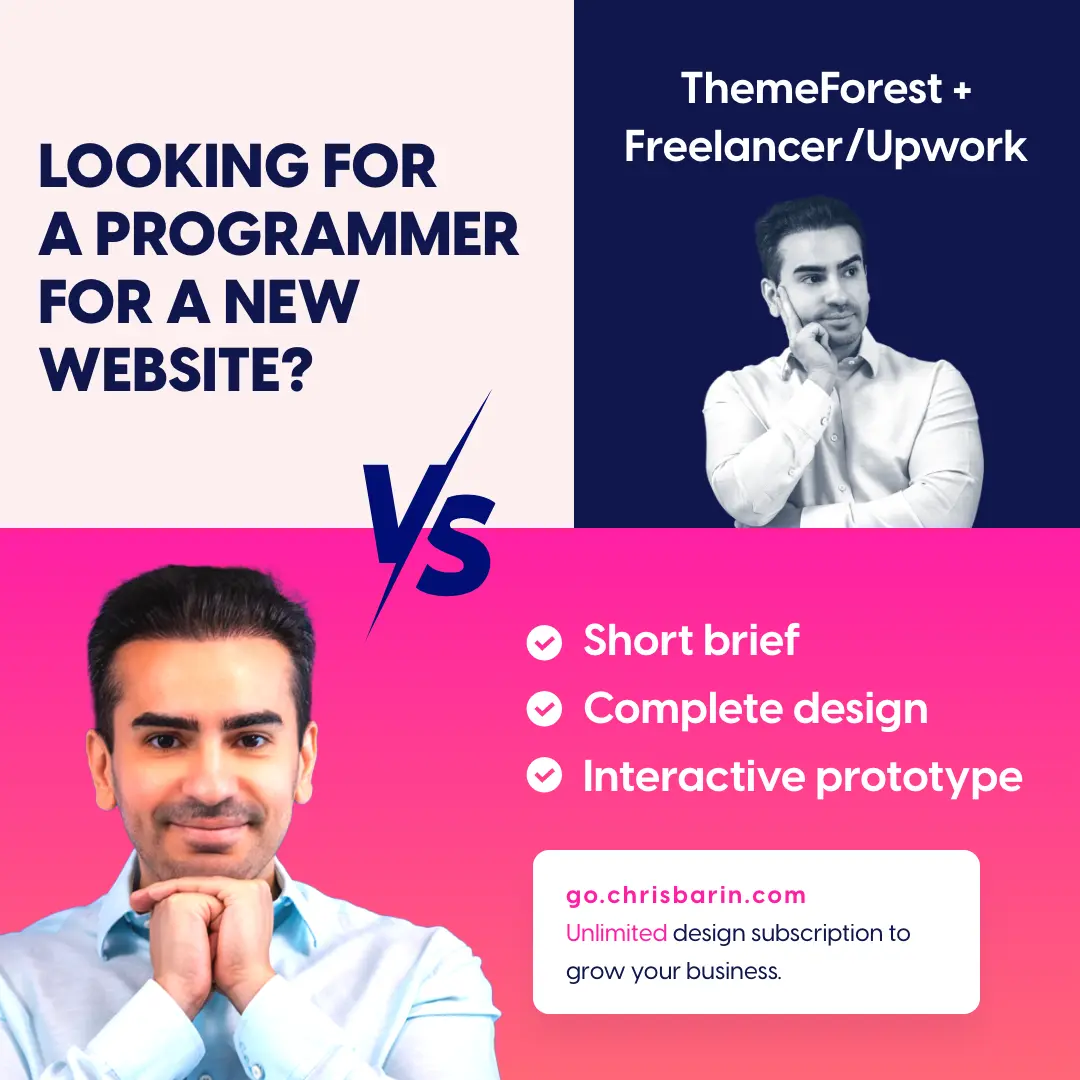 LOOKING FOR
A PROGRAMMER
FOR A NEW
WEBSITE?
ThemeForest +
Freelancer/Upwork
VS
Short brief
Complete design
Interactive prototype
go.chrisbarin.com
Unlimited design subscription to
grow your business.